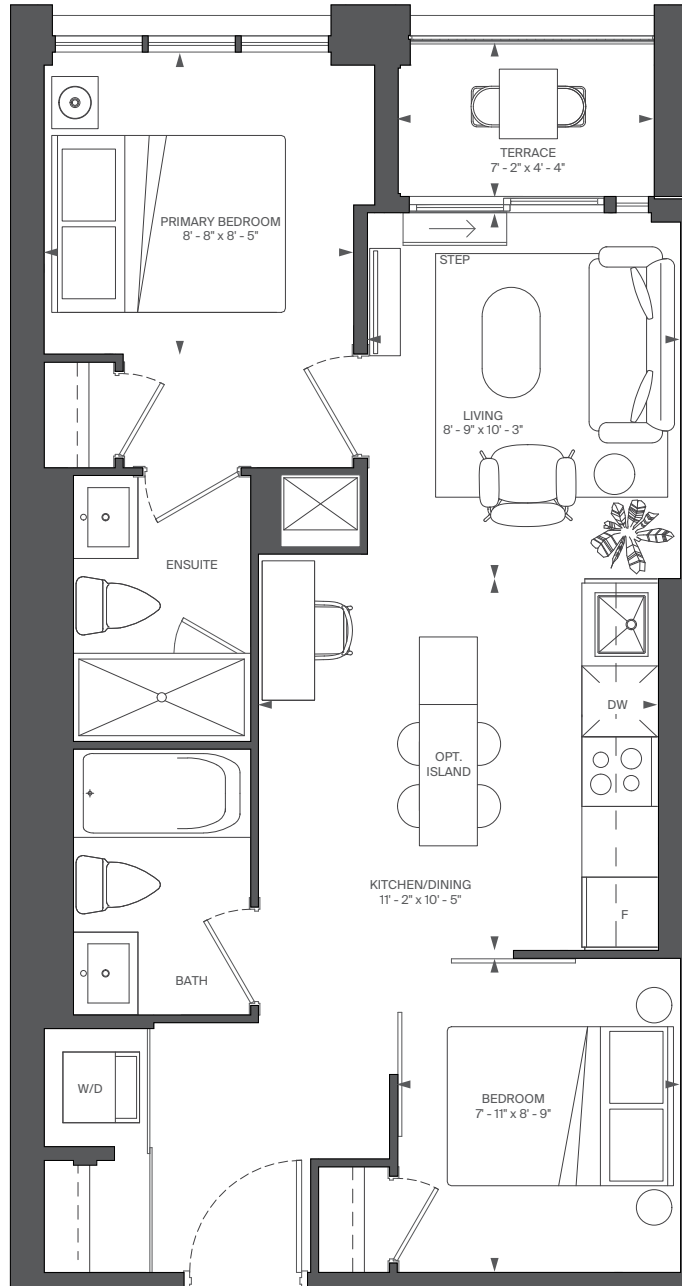 TERRACE
7' - 2" x 4' - 4"
PRIMARY BEDROOM
8' - 8" x 8' - 5"
STEP
LIVING
8' - 9" x 10' - 3"
ENSUITE
DW
OPT.
ISLAND
KITCHEN/DINING
11' - 2" x 10' - 5"
F
BATH
W/D
BEDROOM
7' - 11" x 8' - 9"